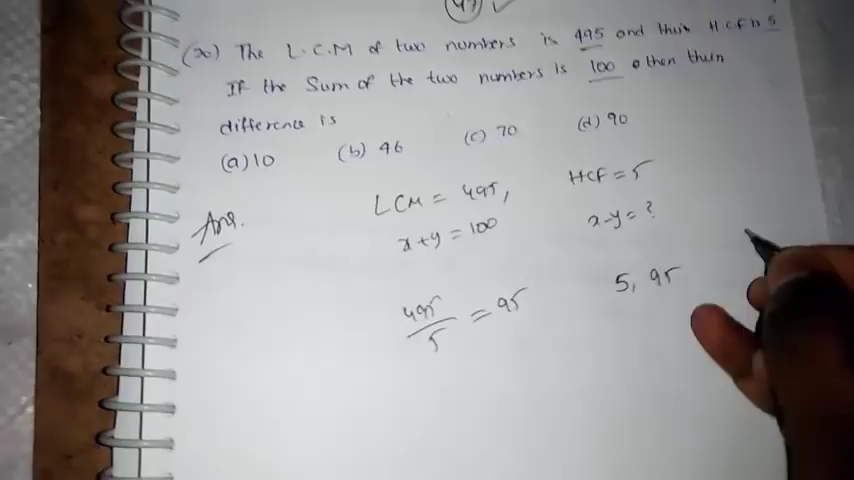 47
(20) The L.C.M of two numbers is 495 and their H.C.F is 5
If the sum of the two numbers is 100 then their
difference is
(a) 10 (b) 46 (c) 70 (d) 90
Ans. LCM = 495, HCF = 5
x+y = 100 x-y = ?
495/5 = 95 5, 95